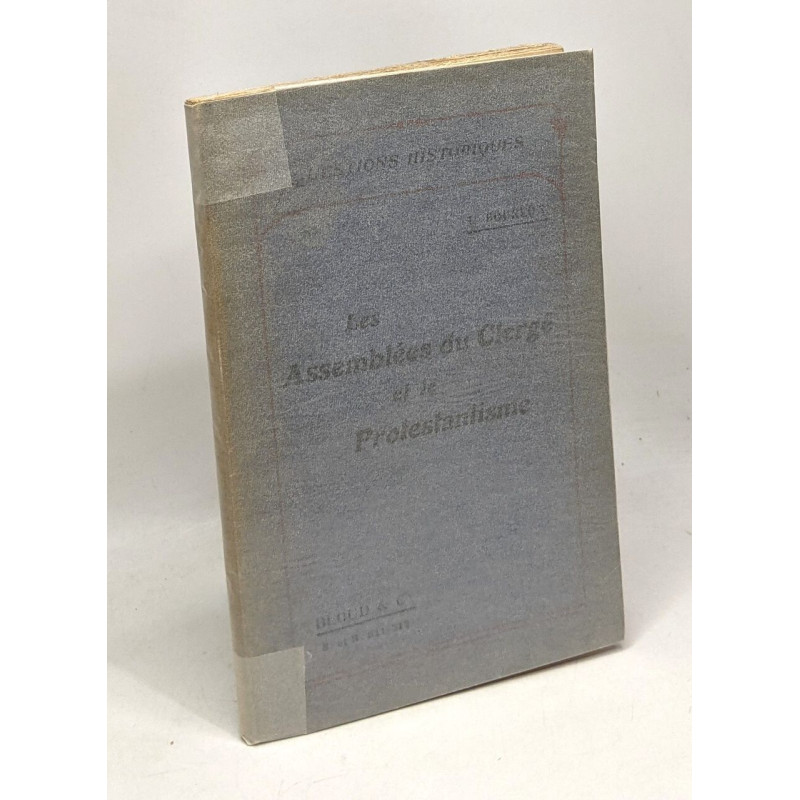 QUESTIONS HISTORIQUES
Les
Assemblées du Clergé
et le
Protestantisme
BLOUD & Cie